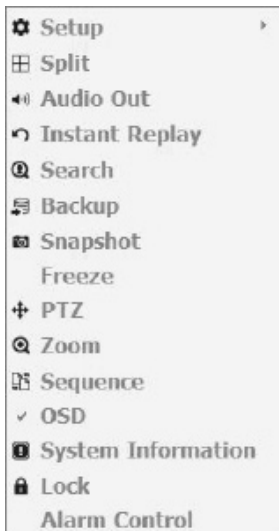 Setup
Split
Audio Out
Instant Replay
Search
Backup
Snapshot
Freeze
PTZ
Zoom
Sequence
OSD
System Information
Lock
Alarm Control